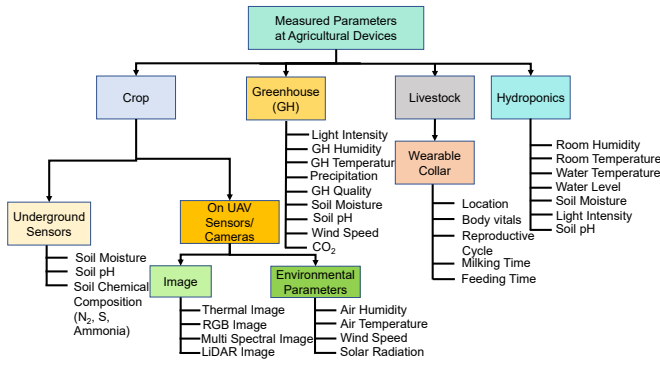 Measured Parameters
at Agricultural Devices
Crop
Greenhouse
(GH)
Livestock
Hydroponics
Light Intensity
GH Humidity
GH Temperatur
Precipitation
GH Quality
Soil Moisture
Soil pH
Wind Speed
CO₂
Wearable
Collar
Room Humidity
Room Temperature
Water Temperature
Water Level
Soil Moisture
Light Intensity
Soil pH
Location
Body vitals
Reproductive
Cycle
Milking Time
Feeding Time
Underground
Sensors
On UAV
Sensors/
Cameras
Soil Moisture
Soil pH
Soil Chemical
Composition
(N₂, S,
Ammonia)
Image
Environmental
Parameters
Thermal Image
RGB Image
Multi Spectral Image
LiDAR Image
Air Humidity
Air Temperature
Wind Speed
Solar Radiation